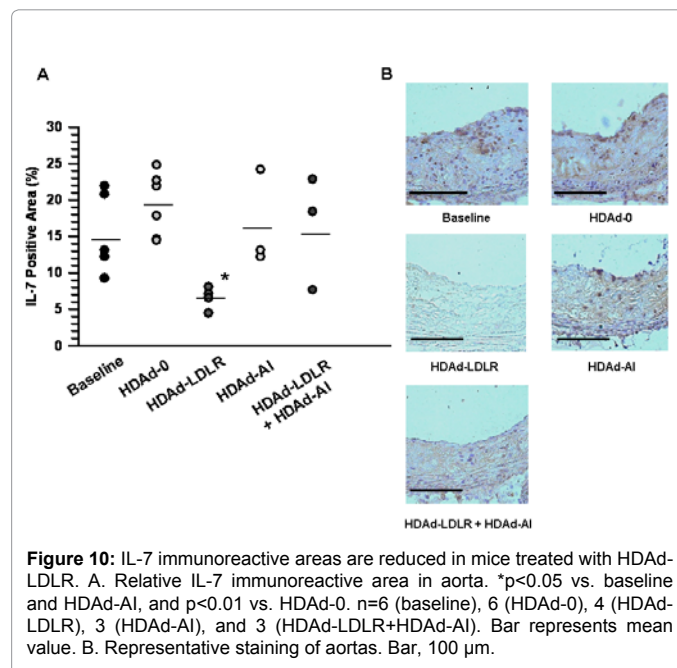 A
B
30
25
20
15
10
5
0
IL-7 Positive Area (%)
*
Baseline
HDAd-0
HDAd-LDLR
HDAd-AI
HDAd-LDLR
+ HDAd-AI
Baseline
HDAd-0
HDAd-LDLR
HDAd-AI
HDAd-LDLR + HDAd-AI
Figure 10: IL-7 immunoreactive areas are reduced in mice treated with HDAd-
LDLR. A. Relative IL-7 immunoreactive area in aorta. *p<0.05 vs. baseline
and HDAd-AI, and p<0.01 vs. HDAd-0. n=6 (baseline), 6 (HDAd-0), 4 (HDAd-
LDLR), 3 (HDAd-AI), and 3 (HDAd-LDLR+HDAd-AI). Bar represents mean
value. B. Representative staining of aortas. Bar, 100 μm.